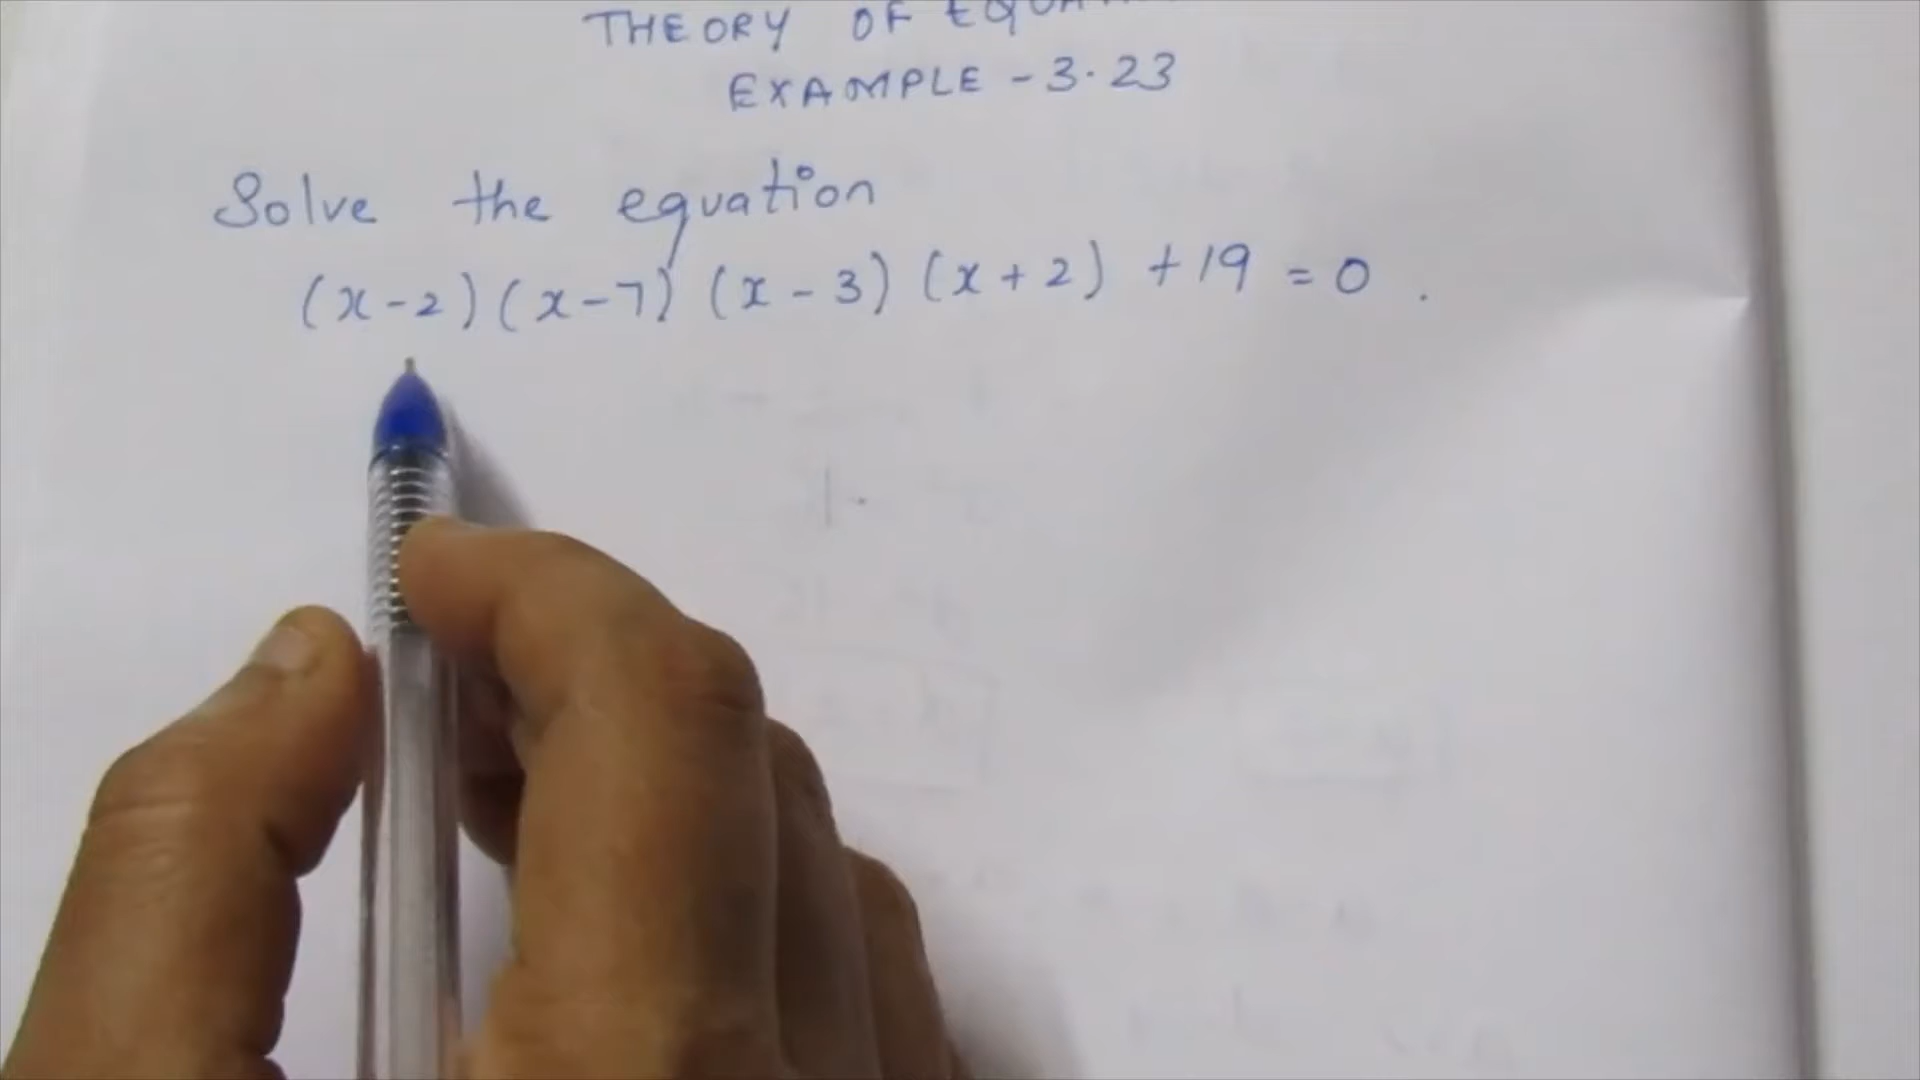 THEORY OF
EXAMPLE - 3.23
Solve the equation
(x-2)(x-7)(x-3)(x+2) +19 = 0.